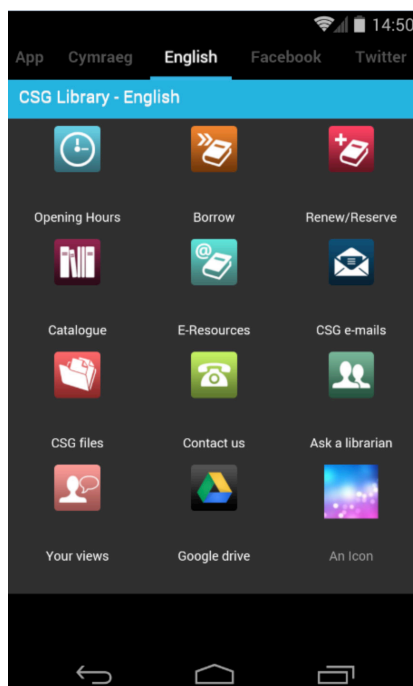 14:50
App Cymraeg English Facebook Twitter
CSG Library - English
Opening Hours Borrow Renew/Reserve
@
Catalogue E-Resources CSG e-mails
CSG files Contact us Ask a librarian
Your views Google drive An Icon